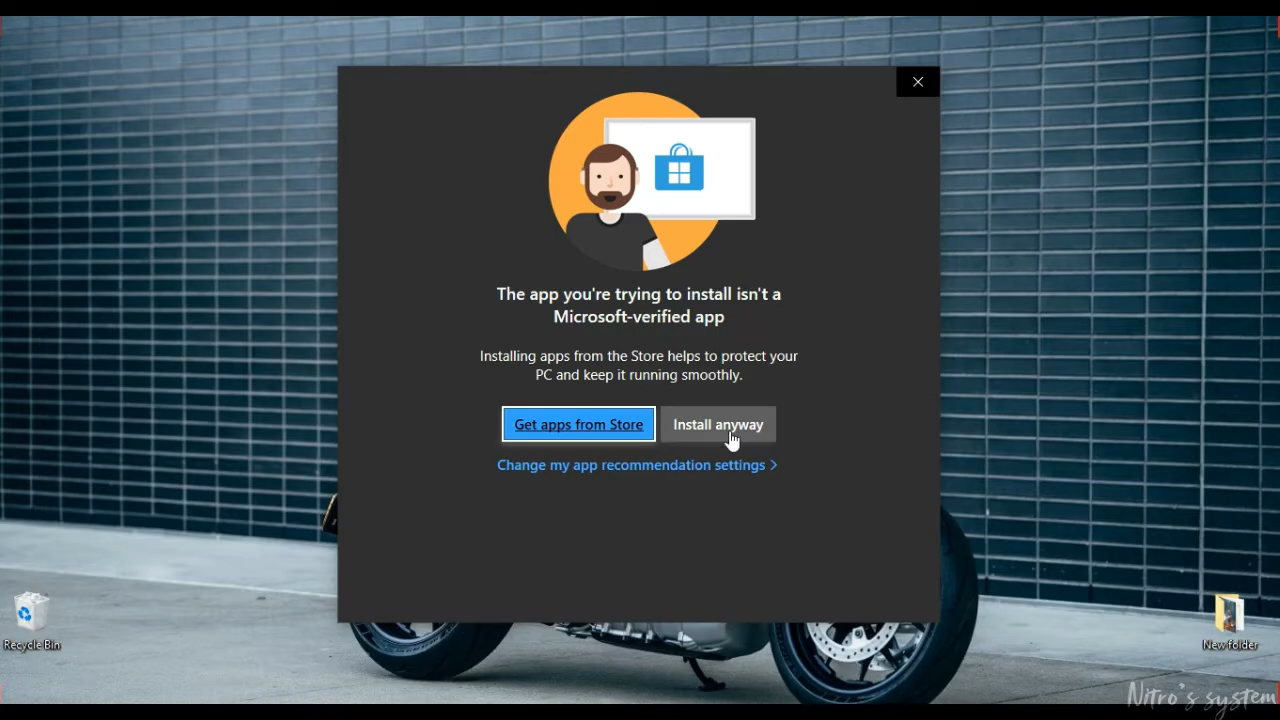 The app you're trying to install isn't a
Microsoft-verified app
Installing apps from the Store helps to protect your
PC and keep it running smoothly.
Get apps from Store
Install anyway
Change my app recommendation settings >
Recycle Bin
New folder
Nitro's system